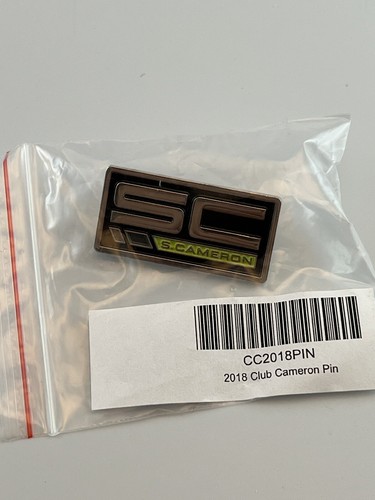 SC
S.CAMERON
CC2018PIN
2018 Club Cameron Pin